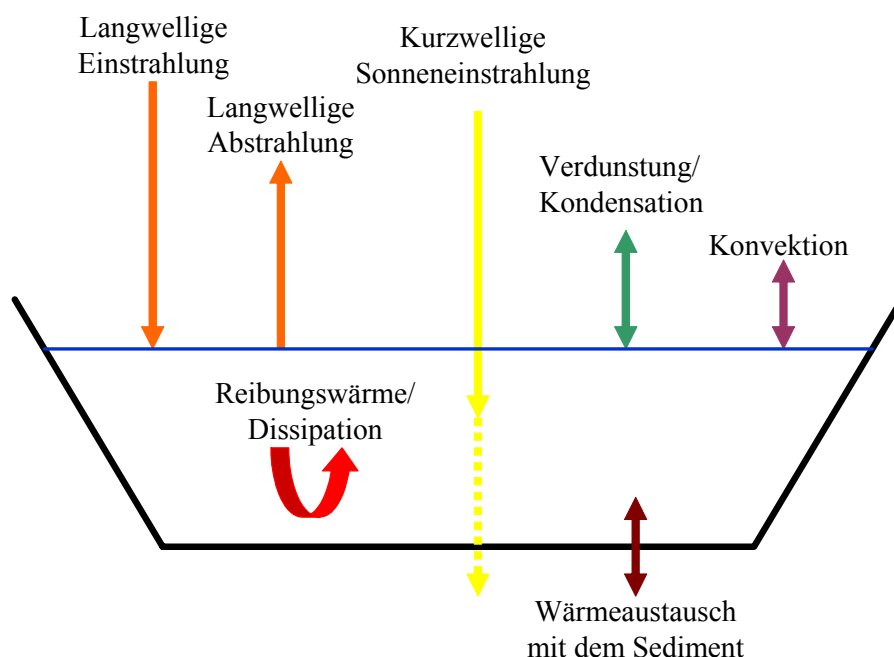 Langwellige
Einstrahlung
Langwellige
Abstrahlung
Kurzwellige
Sonneneinstrahlung
Verdunstung/
Kondensation
Konvektion
Reibungswärme/
Dissipation
Wärmeaustausch
mit dem Sediment